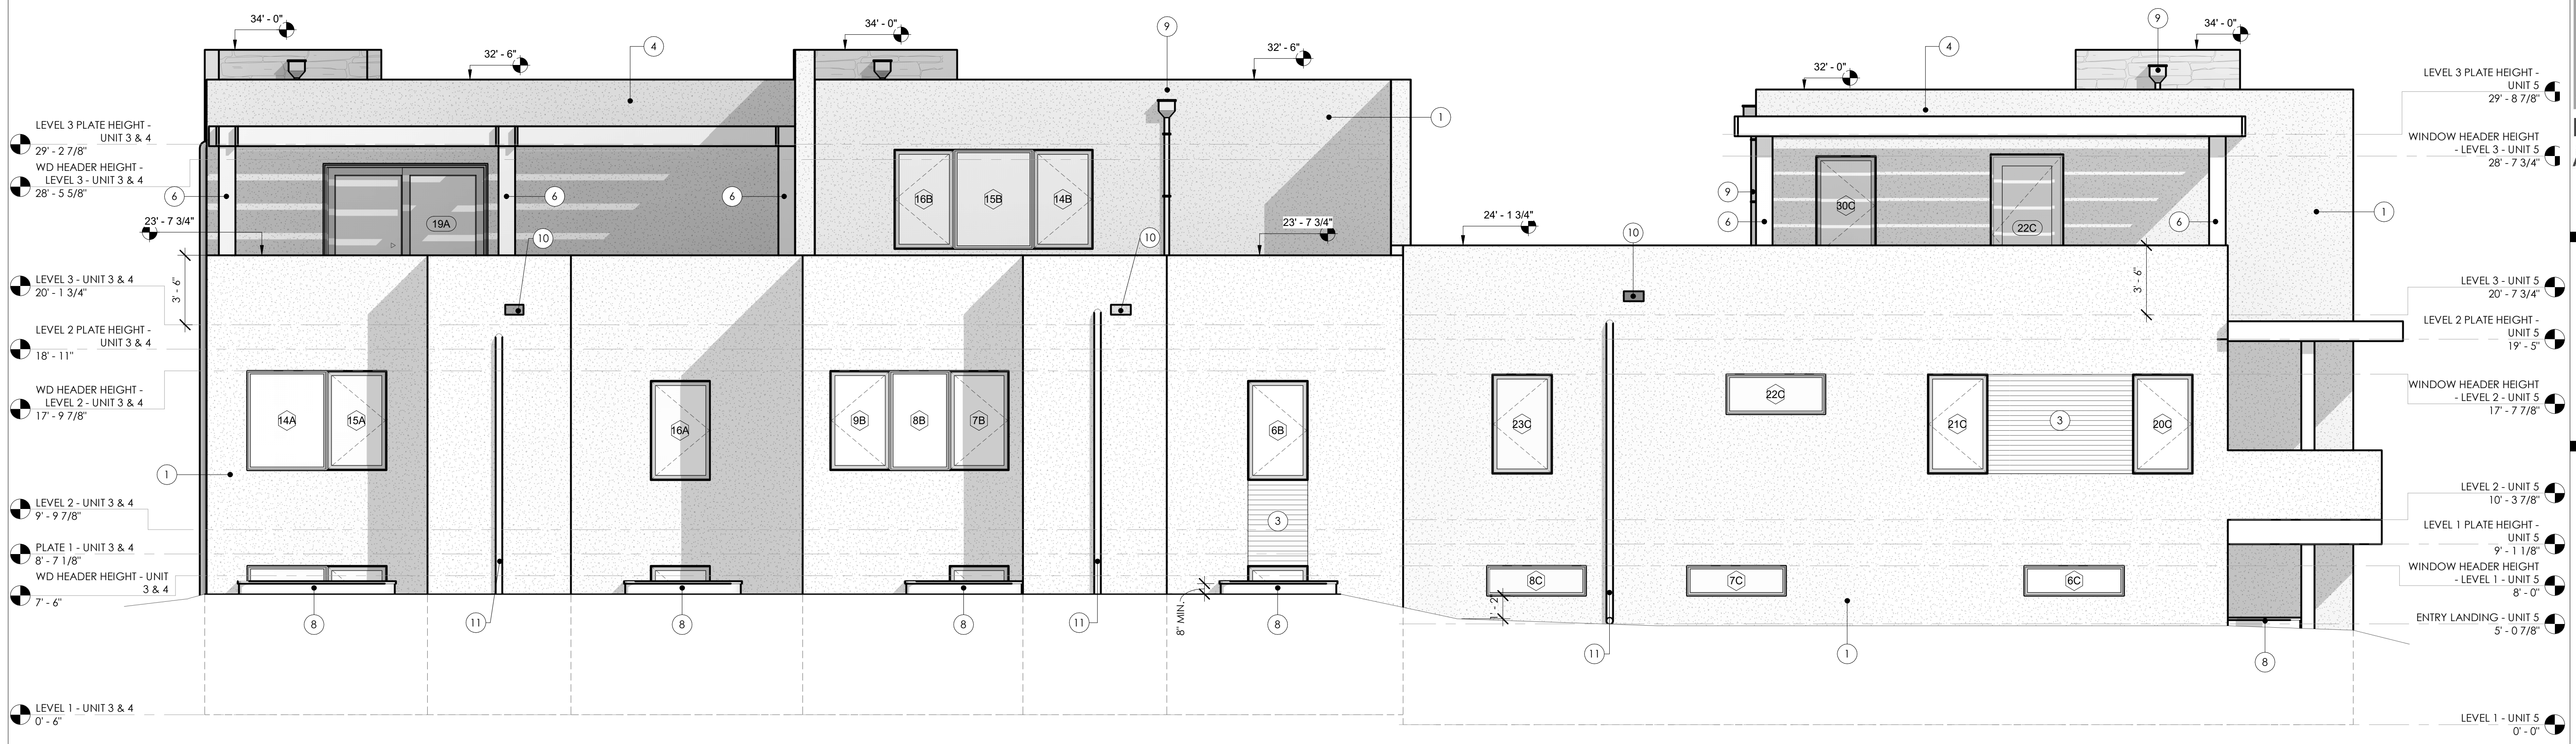 34' - 0"
34' - 0"
9
9
34' - 0"
32' - 6"
4
32' - 6"
4
32' - 0"
LEVEL 3 PLATE HEIGHT -
UNIT 5
29' - 8 7/8"
1
LEVEL 3 PLATE HEIGHT -
UNIT 3 & 4
29' - 2 7/8"
WINDOW HEADER HEIGHT
- LEVEL 3 - UNIT 5
28' - 7 3/4"
WD HEADER HEIGHT -
LEVEL 3 - UNIT 3 & 4
28' - 5 5/8"
6
6
6
16B
15B
14B
9
30C
6
6
22C
1
23' - 7 3/4"
19A
10
10
23' - 7 3/4"
24' - 1 3/4"
10
LEVEL 3 - UNIT 3 & 4
20' - 1 3/4"
3' - 6"
3' - 6"
LEVEL 3 - UNIT 5
20' - 7 3/4"
LEVEL 2 PLATE HEIGHT -
UNIT 3 & 4
18' - 11"
LEVEL 2 PLATE HEIGHT -
UNIT 5
19' - 5"
WD HEADER HEIGHT -
LEVEL 2 - UNIT 3 & 4
17' - 9 7/8"
WINDOW HEADER HEIGHT
- LEVEL 2 - UNIT 5
17' - 7 7/8"
14A
15A
16A
9B
8B
7B
6B
23C
22C
21C
3
20C
1
LEVEL 2 - UNIT 3 & 4
9' - 9 7/8"
3
LEVEL 2 - UNIT 5
10' - 3 7/8"
PLATE 1 - UNIT 3 & 4
8' - 7 1/8"
LEVEL 1 PLATE HEIGHT -
UNIT 5
9' - 1 1/8"
WD HEADER HEIGHT - UNIT
3 & 4
7' - 6"
WINDOW HEADER HEIGHT
- LEVEL 1 - UNIT 5
8' - 0"
8C
7C
6C
1' - 2"
8" MIN.
8
11
8
8
11
8
11
1
8
ENTRY LANDING - UNIT 5
5' - 0 7/8"
LEVEL 1 - UNIT 3 & 4
0' - 6"
LEVEL 1 - UNIT 5
0' - 0"